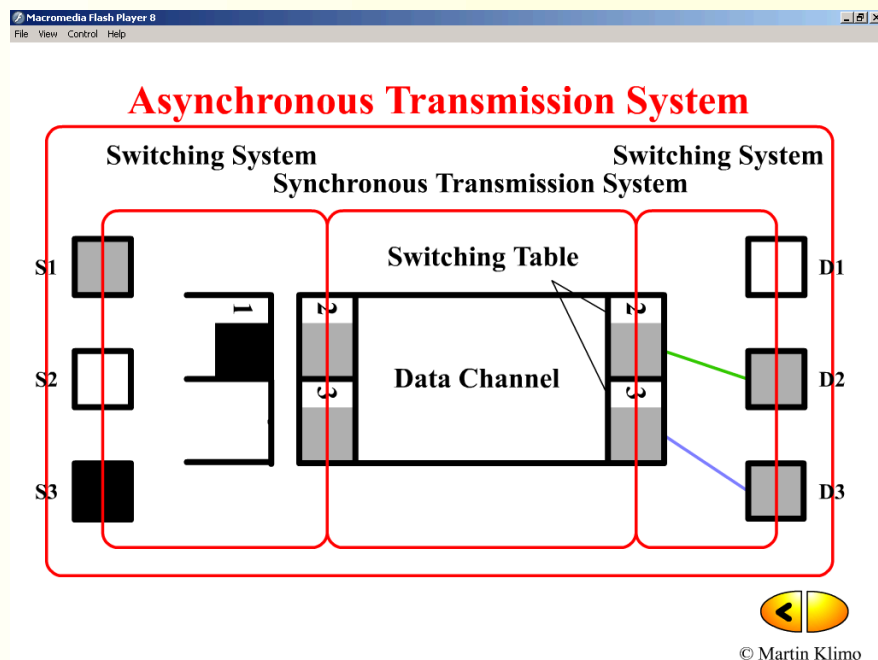 Macromedia Flash Player 8
File View Control Help
Asynchronous Transmission System
Switching System
Switching System
Synchronous Transmission System
S1
Switching Table
D1
1
2
2
S2
Data Channel
D2
3
3
S3
D3
© Martin Klimo